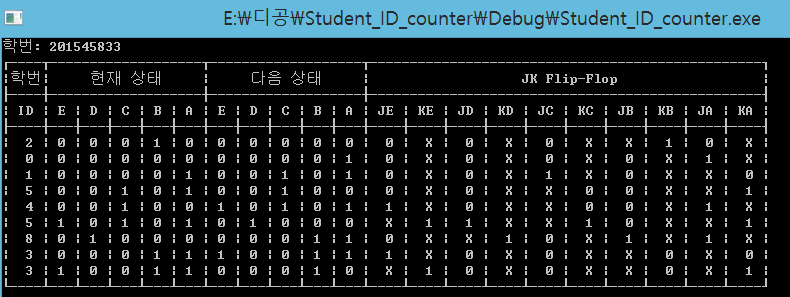 E:₩디공₩Student_ID_counter₩Debug₩Student_ID_counter.exe
학번: 201545833
학번 현재 상태 다음 상태 JK Flip-Flop
ID E D C B A E D C B A JE KE JD KD JC KC JB KB JA KA
2 0 0 0 1 0 0 0 0 0 0 0 X 0 X 0 X X 1 0 X
0 0 0 0 0 0 0 0 0 0 1 0 X 0 X 0 X 0 X 1 X
1 0 0 0 0 1 0 0 1 0 1 0 X 0 X 1 X 0 X X 0
5 0 0 1 0 1 0 0 1 0 0 0 X 0 X X 0 0 X X 1
4 0 0 1 0 0 1 0 1 0 1 1 X 0 X X 0 0 X 1 X
5 1 0 1 0 1 0 1 0 0 0 X 1 1 X X 1 0 X X 1
8 0 1 0 0 0 0 0 0 1 1 0 X X 1 0 X 1 X 1 X
3 0 0 0 1 1 1 0 0 1 1 1 X 0 X 0 X X 0 X 0
3 1 0 0 1 1 0 0 0 1 0 X 1 0 X 0 X X 0 X 1